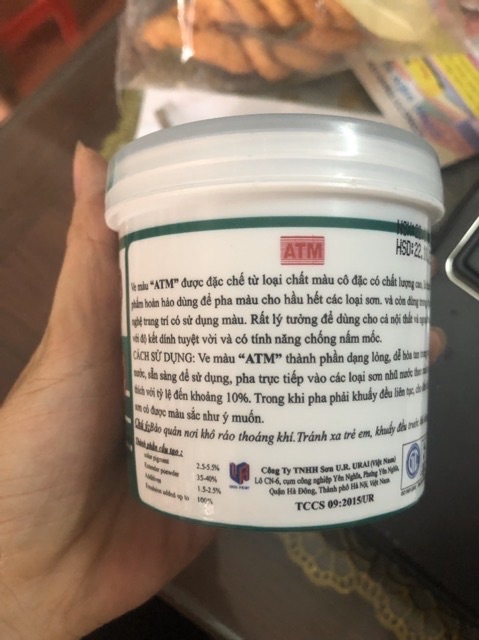 ATM
HSD:22.
Ve màu “ATM” được đặc chế từ loại chất màu cô đặc có chất lượng cao,
phẩm hoàn hảo dùng để pha màu cho hầu hết các loại sơn. và còn dùng trong
nghệ trang trí có sử dụng màu. Rất lý tưởng để dùng cho cả nội thất và
với độ kết dính tuyệt vời và có tính năng chống nấm mốc.
CÁCH SỬ DỤNG: Ve màu “ATM” thành phần dạng lỏng, dễ hòa tan trong
nước, sẵn sàng để sử dụng, pha trực tiếp vào các loại sơn nhũ nước
thích với tỷ lệ đến khoảng 10%. Trong khi pha phải khuấy đều liên tục, cho
sơn có được màu sắc như ý muốn.
Chú ý: Bảo quản nơi khô ráo thoáng khí. Tránh xa trẻ em, khuấy đều trước
Thành phần cấu tạo :
color pigment 2.5-5.5%
Extender powder 35-40%
Additives 1.5-2.5%
Emulsion added up to 100%
Công Ty TNHH Sơn U.R. URAI (Việt Nam)
Lô CN-6, cụm công nghiệp Yên Nghĩa, Phường Yên Nghĩa,
Quận Hà Đông, Thành phố Hà Nội, Việt Nam
TCCS 09:2015/UR